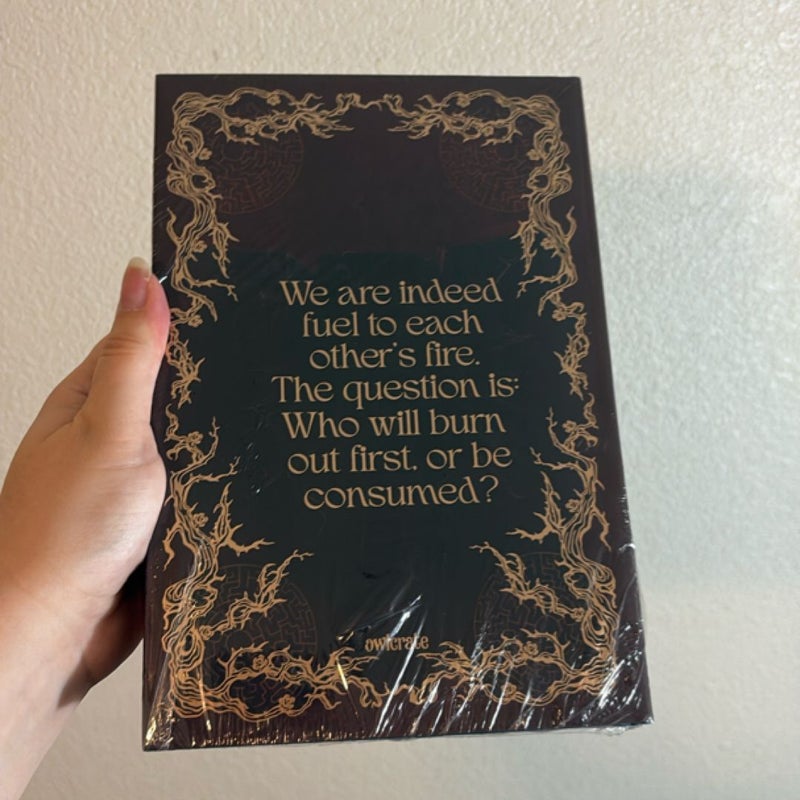 We are indeed
fuel to each
other's fire.
The question is:
Who will burn
out first, or be
consumed?
owlcrate